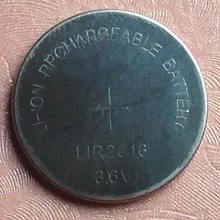 LI-ION RECHARGEABLE BATTERY
+
LIR2016
3.6V